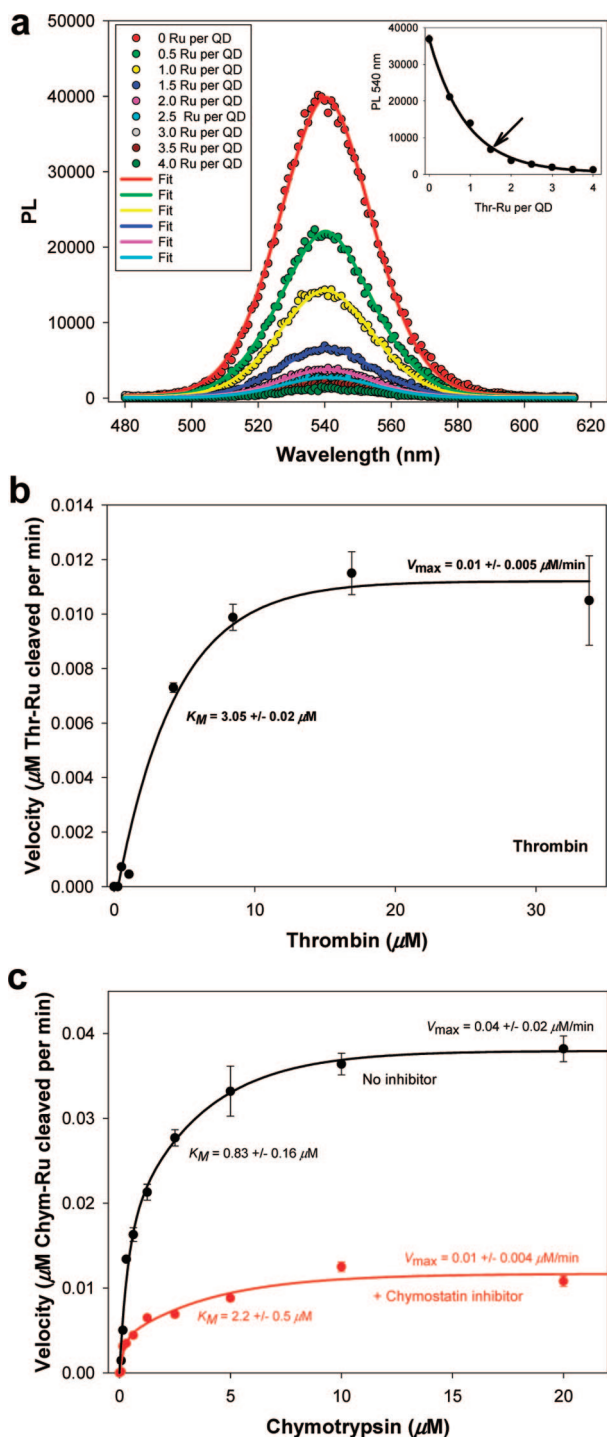 a
50000
40000
30000
20000
10000
0
PL
480 500 520 540 560 580 600 620
Wavelength (nm)
0 Ru per QD
0.5 Ru per QD
1.0 Ru per QD
1.5 Ru per QD
2.0 Ru per QD
2.5 Ru per QD
3.0 Ru per QD
3.5 Ru per QD
4.0 Ru per QD
Fit
Fit
Fit
Fit
Fit
Fit
40000
30000
20000
10000
0
PL 540 nm
0 1 2 3 4
Thr-Ru per QD
b
0.014
0.012
0.010
0.008
0.006
0.004
0.002
0.000
Velocity (μM Thr-Ru cleaved per min)
Vmax = 0.01 +/- 0.005 μM/min
KM = 3.05 +/- 0.02 μM
Thrombin
0 10 20 30
Thrombin (μM)
c
0.04
0.03
0.02
0.01
0.00
Velocity (μM Chym-Ru cleaved per min)
Vmax = 0.04 +/- 0.02 μM/min
No inhibitor
KM = 0.83 +/- 0.16 μM
Vmax = 0.01 +/- 0.004 μM/min
+ Chymostatin inhibitor
KM = 2.2 +/- 0.5 μM
0 5 10 15 20
Chymotrypsin (μM)